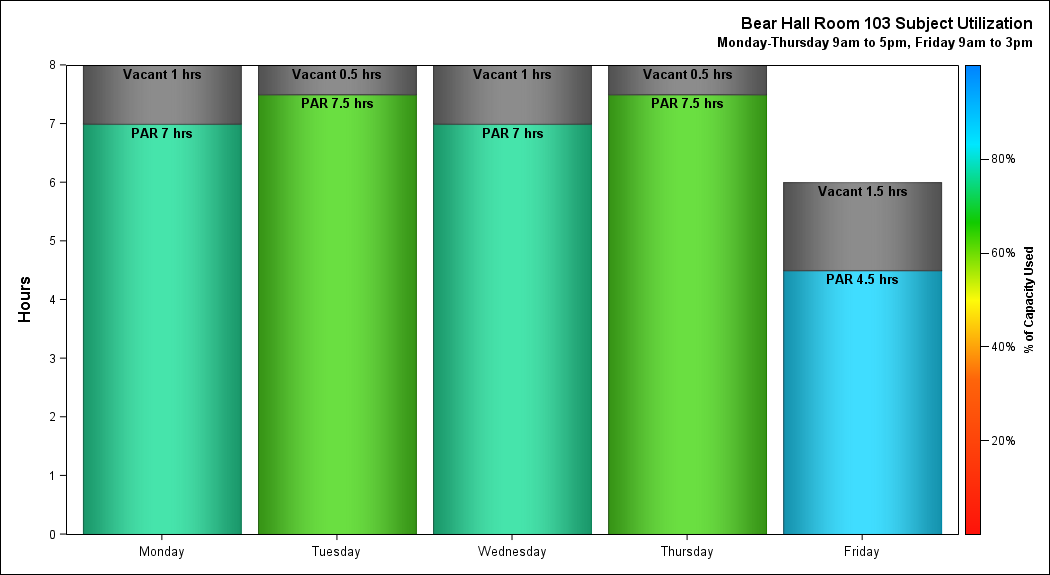 Bear Hall Room 103 Subject Utilization
Monday-Thursday 9am to 5pm, Friday 9am to 3pm
Hours
8
7
6
5
4
3
2
1
0
Vacant 1 hrs
PAR 7 hrs
Vacant 0.5 hrs
PAR 7.5 hrs
Vacant 1 hrs
PAR 7 hrs
Vacant 0.5 hrs
PAR 7.5 hrs
Vacant 1.5 hrs
PAR 4.5 hrs
Monday
Tuesday
Wednesday
Thursday
Friday
80%
60%
40%
20%
% of Capacity Used